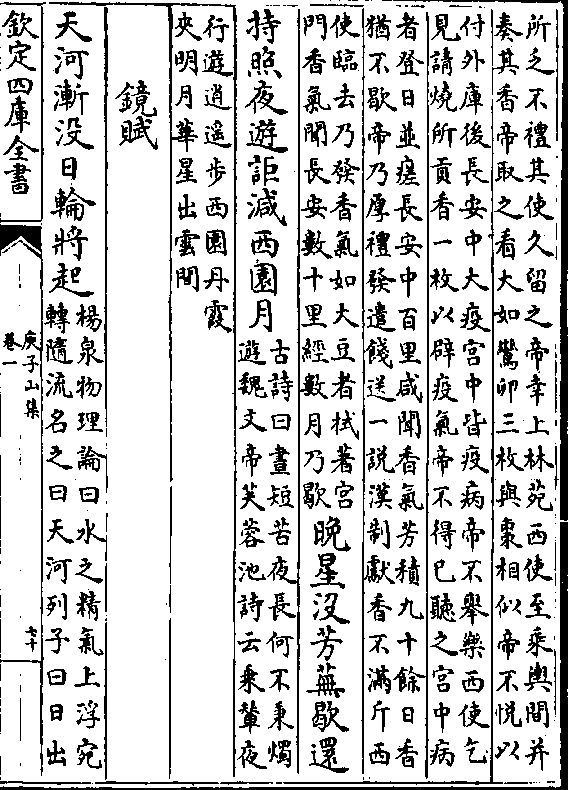 所乏不禮其使久留之帝幸上林苑西使至乘輿間并
奏其香帝取之看大如鸞卵三枚與棗相似帝不悦以
付外庫後長安中大疫宫中皆疫病帝不舉樂西使乞
見請燒所貢香一枚以辟疫氣帝不得已聽之宫中病
者登日並瘥長安中百里咸聞香氣芳積九十餘日香
猶不歇帝乃厚禮發遣餞送一説漢制獻香不滿斤西
使臨去乃發香氣如大豆者拭著宫
門香氣聞長安數十里經數月乃歇
晚星没芳蕪歇還
持照夜遊詎減西園月
古詩曰晝短苦夜長何不秉燭
遊魏文帝芙蓉池詩云乘輦夜
行遊逍遥步西園丹霞
夾明月華星出雲間
鏡賦
天河漸没日輪將起
楊泉物理論曰水之精氣上浮宛
轉隨流名之曰天河列子曰日出
欽定四庫全書
庾子山集
卷一
七十